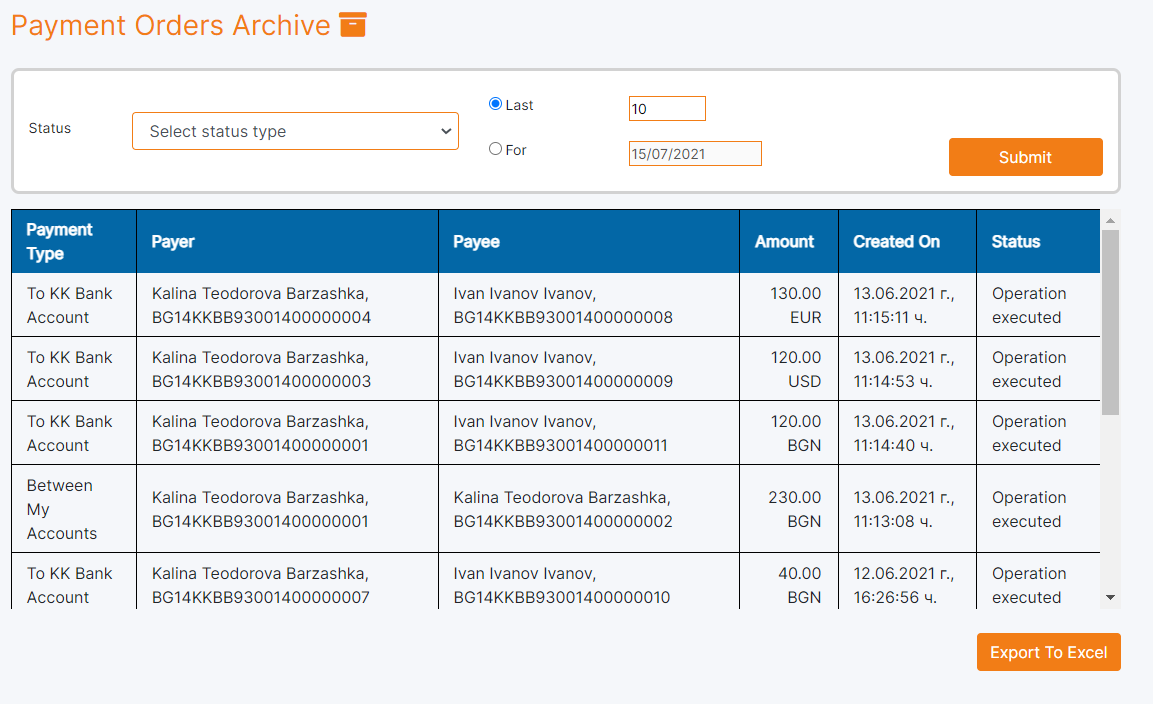 Payment Orders Archive
Status
Select status type
Last
10
For
15/07/2021
Submit
Payment Type
Payer
Payee
Amount
Created On
Status
To KK Bank Account
Kalina Teodorova Barzashka,
BG14KKBB93001400000004
Ivan Ivanov Ivanov,
BG14KKBB93001400000008
130.00 EUR
13.06.2021 г., 11:15:11 ч.
Operation executed
To KK Bank Account
Kalina Teodorova Barzashka,
BG14KKBB93001400000003
Ivan Ivanov Ivanov,
BG14KKBB93001400000009
120.00 USD
13.06.2021 г., 11:14:53 ч.
Operation executed
To KK Bank Account
Kalina Teodorova Barzashka,
BG14KKBB93001400000001
Ivan Ivanov Ivanov,
BG14KKBB93001400000011
120.00 BGN
13.06.2021 г., 11:14:40 ч.
Operation executed
Between My Accounts
Kalina Teodorova Barzashka,
BG14KKBB93001400000001
Kalina Teodorova Barzashka,
BG14KKBB93001400000002
230.00 BGN
13.06.2021 г., 11:13:08 ч.
Operation executed
To KK Bank Account
Kalina Teodorova Barzashka,
BG14KKBB93001400000007
Ivan Ivanov Ivanov,
BG14KKBB93001400000010
40.00 BGN
12.06.2021 г., 16:26:56 ч.
Operation executed
Export To Excel